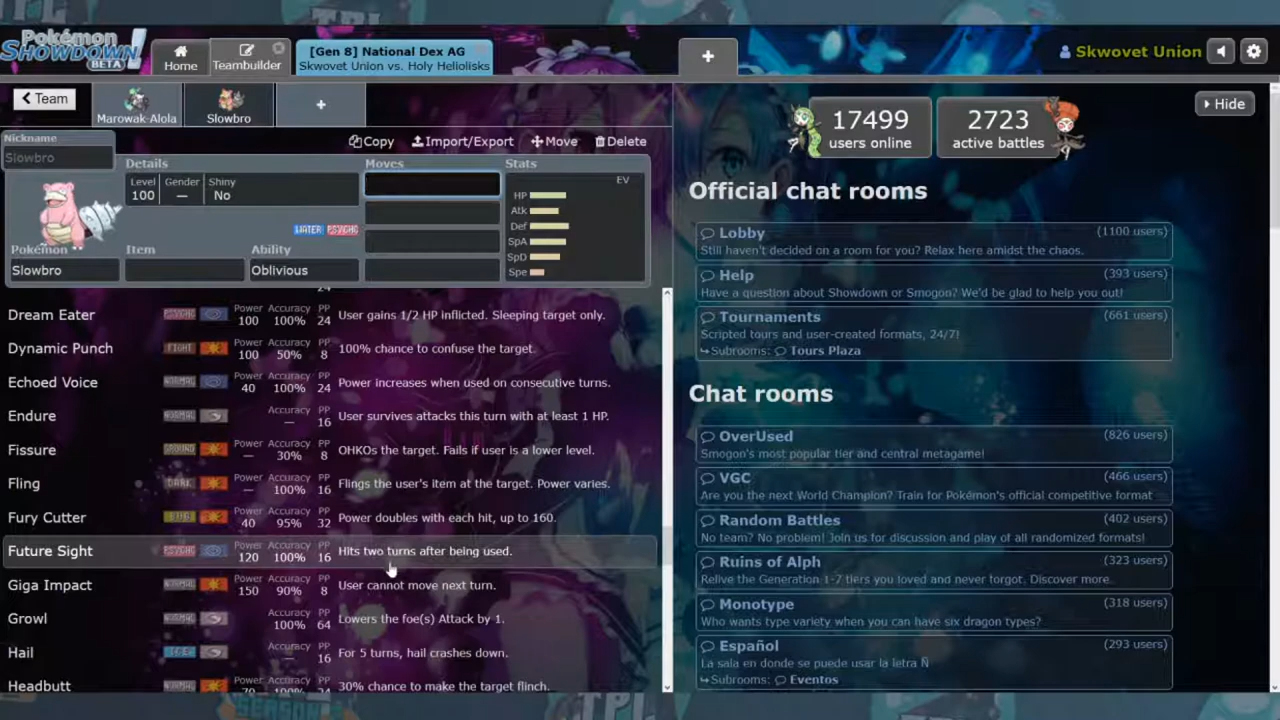 Pokémon
SHOWDOWN!
BETA
Home
Teambuilder
[Gen 8] National Dex AG
Skwovet Union vs. Holy Heliolisks
+
Skwovet Union
Team
Marowak-Alola
Slowbro
+
Copy
Import/Export
Move
Delete
Nickname
Slowbro
Details
Level Gender Shiny
100 — No
WATER PSYCHC
Pokémon Item Ability
Slowbro Oblivious
Moves
Stats
EV
HP
Atk
Def
SpA
SpD
Spe
24
Dream Eater PSYCHC Power 100 Accuracy 100% PP 24 User gains 1/2 HP inflicted. Sleeping target only.
Dynamic Punch FIGHT Power 100 Accuracy 50% PP 8 100% chance to confuse the target.
Echoed Voice NORMAL Power 40 Accuracy 100% PP 24 Power increases when used on consecutive turns.
Endure NORMAL Accuracy — PP 16 User survives attacks this turn with at least 1 HP.
Fissure GROUND Power — Accuracy 30% PP 8 OHKOs the target. Fails if user is a lower level.
Fling DARK Power — Accuracy 100% PP 16 Flings the user's item at the target. Power varies.
Fury Cutter BUG Power 40 Accuracy 95% PP 32 Power doubles with each hit, up to 160.
Future Sight PSYCHC Power 120 Accuracy 100% PP 16 Hits two turns after being used.
Giga Impact NORMAL Power 150 Accuracy 90% PP 8 User cannot move next turn.
Growl NORMAL Accuracy 100% PP 64 Lowers the foe(s) Attack by 1.
Hail ICE Accuracy — PP 16 For 5 turns, hail crashes down.
Headbutt NORMAL Power 70 Accuracy 100% PP 24 30% chance to make the target flinch.
17499
users online
2723
active battles
Hide
Official chat rooms
Lobby (1100 users)
Still haven't decided on a room for you? Relax here amidst the chaos.
Help (393 users)
Have a question about Showdown or Smogon? We'd be glad to help you out!
Tournaments (661 users)
Scripted tours and user-created formats, 24/7!
Subrooms: Tours Plaza
Chat rooms
OverUsed (826 users)
Smogon's most popular tier and central metagame!
VGC (466 users)
Are you the next World Champion? Train for Pokémon's official competitive format
Random Battles (402 users)
No team? No problem! Join us for discussion and play of all randomized formats!
Ruins of Alph (323 users)
Relive the Generation 1-7 tiers you loved and never forgot. Discover more.
Monotype (318 users)
Who wants type variety when you can have six dragon types?
Español (293 users)
La sala en donde se puede usar la letra Ñ
Subrooms: Eventos
SEASON
TPL